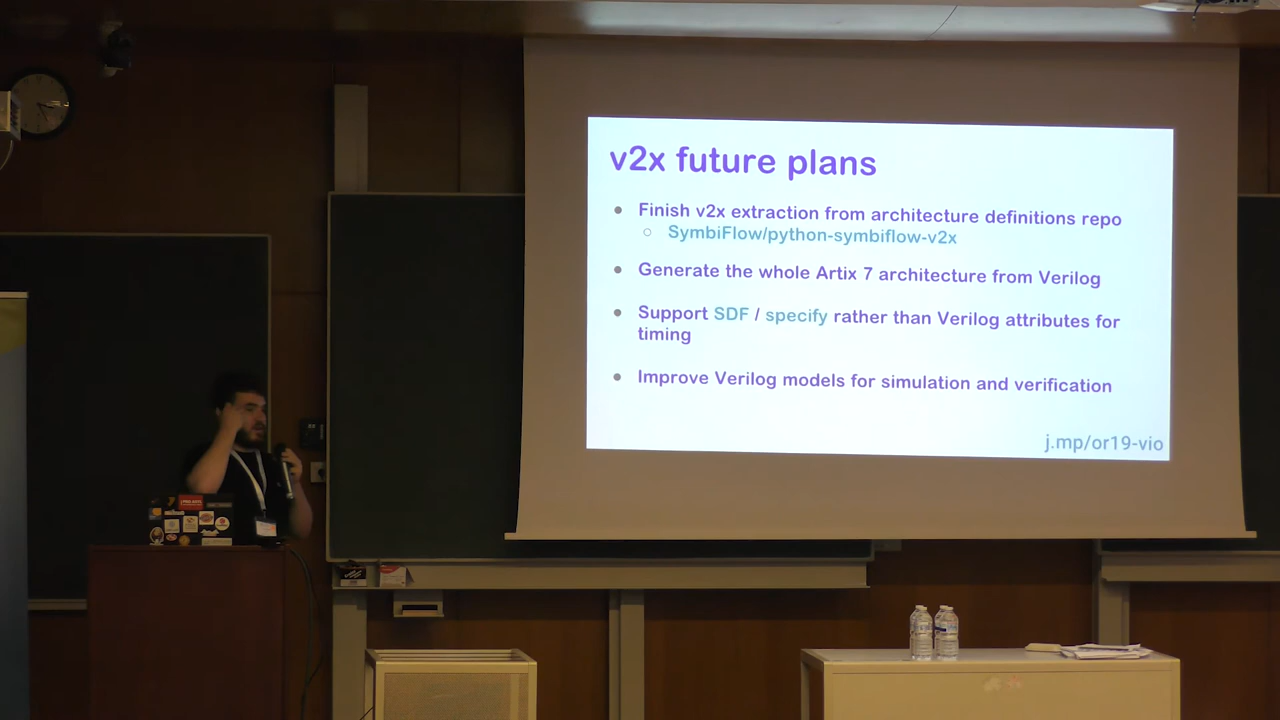 v2x future plans
Finish v2x extraction from architecture definitions repo
SymbiFlow/python-symbiflow-v2x
Generate the whole Artix 7 architecture from Verilog
Support SDF / specify rather than Verilog attributes for
timing
Improve Verilog models for simulation and verification
j.mp/or19-vio